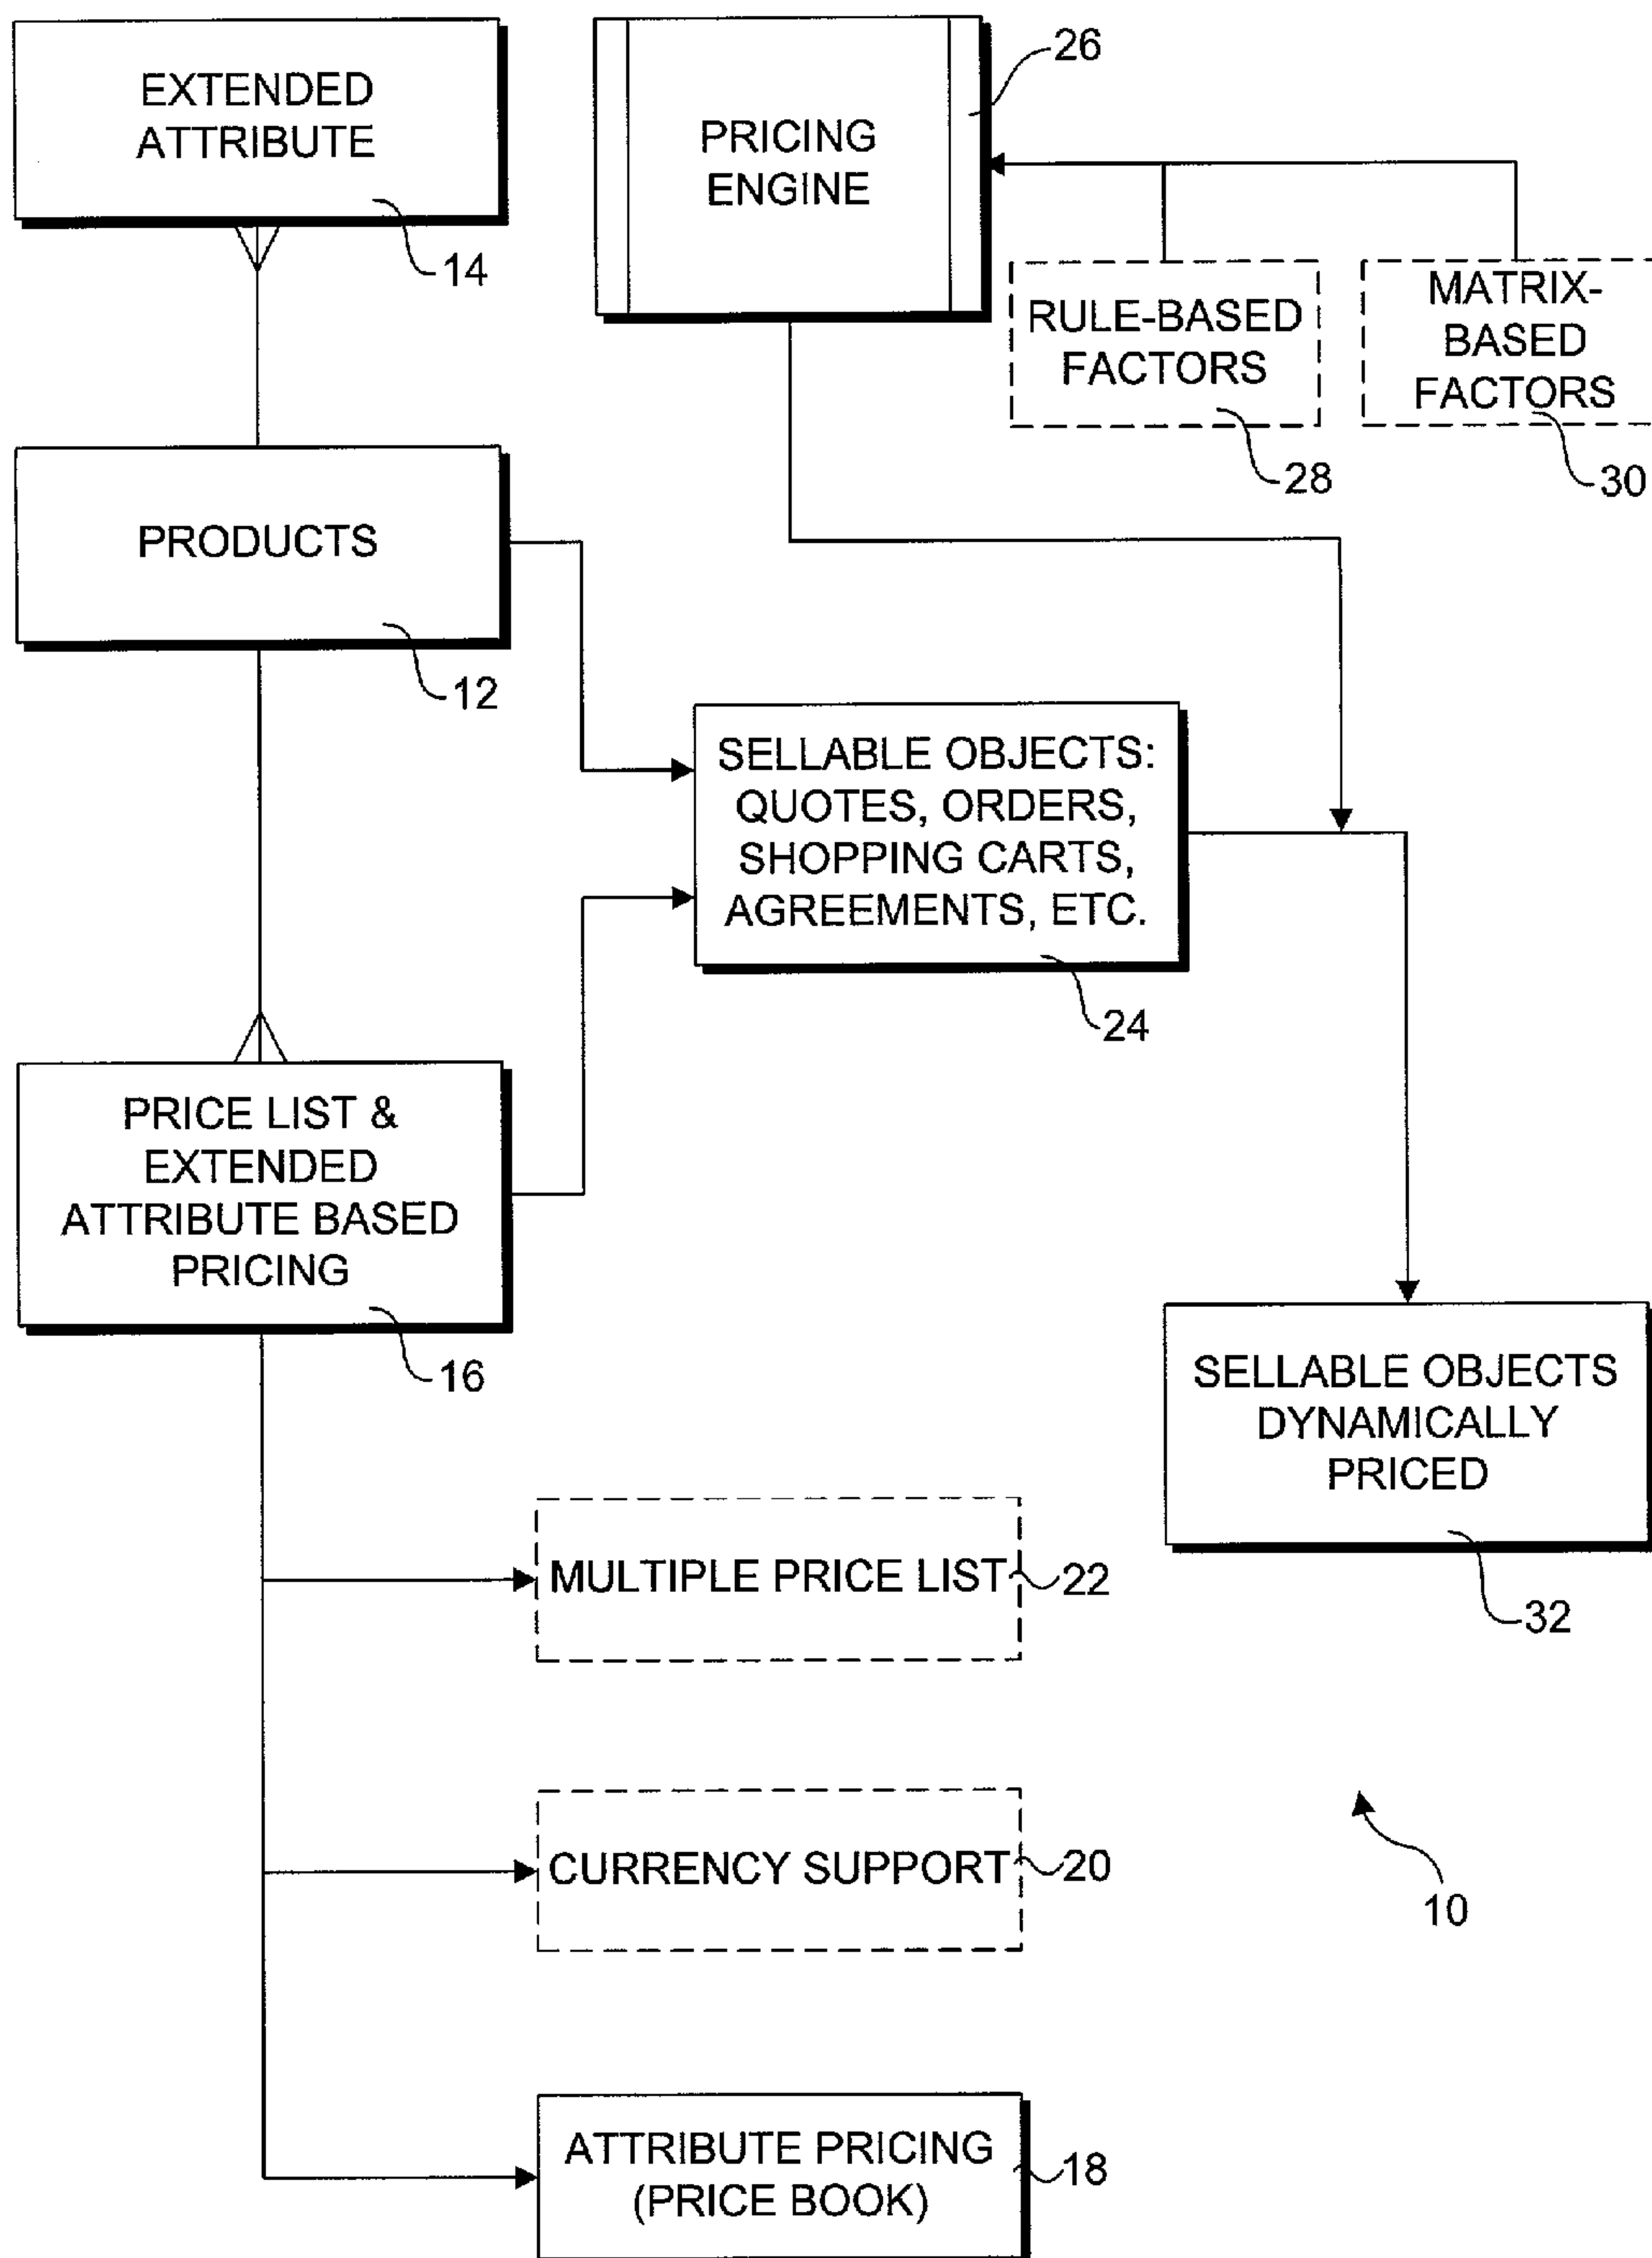 EXTENDED
ATTRIBUTE
14
PRICING
ENGINE
26
RULE-BASED
FACTORS
28
MATRIX-
BASED
FACTORS
30
PRODUCTS
12
SELLABLE OBJECTS:
QUOTES, ORDERS,
SHOPPING CARTS,
AGREEMENTS, ETC.
24
PRICE LIST &
EXTENDED
ATTRIBUTE BASED
PRICING
16
SELLABLE OBJECTS
DYNAMICALLY
PRICED
32
MULTIPLE PRICE LIST
22
CURRENCY SUPPORT
20
10
ATTRIBUTE PRICING
(PRICE BOOK)
18